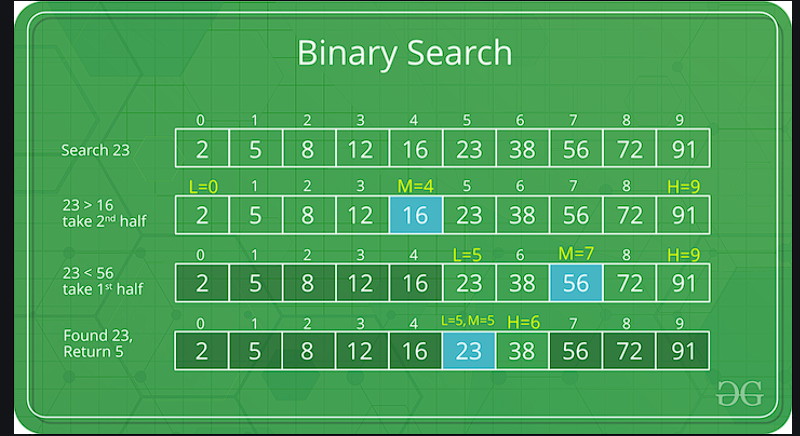 Binary Search
0 1 2 3 4 5 6 7 8 9
Search 23 2 5 8 12 16 23 38 56 72 91
L=0 1 2 3 M=4 5 6 7 8 H=9
23 > 16
take 2nd half 2 5 8 12 16 23 38 56 72 91
0 1 2 3 4 L=5 6 M=7 8 H=9
23 < 56
take 1st half 2 5 8 12 16 23 38 56 72 91
0 1 2 3 4 L=5, M=5 H=6 7 8 9
Found 23,
Return 5 2 5 8 12 16 23 38 56 72 91